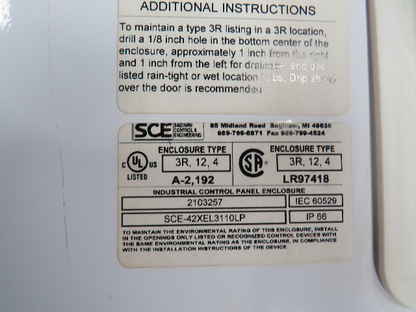 ADDITIONAL INSTRUCTIONS
To maintain a type 3R listing in a 3R location,
drill a 1/8 inch hole in the bottom center of the
enclosure, approximately 1 inch from the right
and 1 inch from the left for drainage
listed rain-tight or wet location Drip
over the door is recommended
SCE SAGINAW CONTROL & ENGINEERING 95 Midland Road Saginaw, MI 48638
989-799-6871 Fax 989-799-4524
ENCLOSURE TYPE ENCLOSURE TYPE
c UL US 3R, 12, 4 SA 3R, 12, 4
LISTED A-2,192 LR97418
INDUSTRIAL CONTROL PANEL ENCLOSURE
2103257 IEC 60529
SCE-42XEL3110LP IP 66
TO MAINTAIN THE ENVIRONMENTAL RATING OF THIS ENCLOSURE, INSTALL
IN THE OPENINGS ONLY LISTED OR RECOGNIZED CONTROL DEVICES WITH
THE SAME ENVIRONMENTAL RATING AS THE ENCLOSURE, IN COMPLIANCE
WITH THE INSTALLATION INSTRUCTIONS OF THE DEVICE.